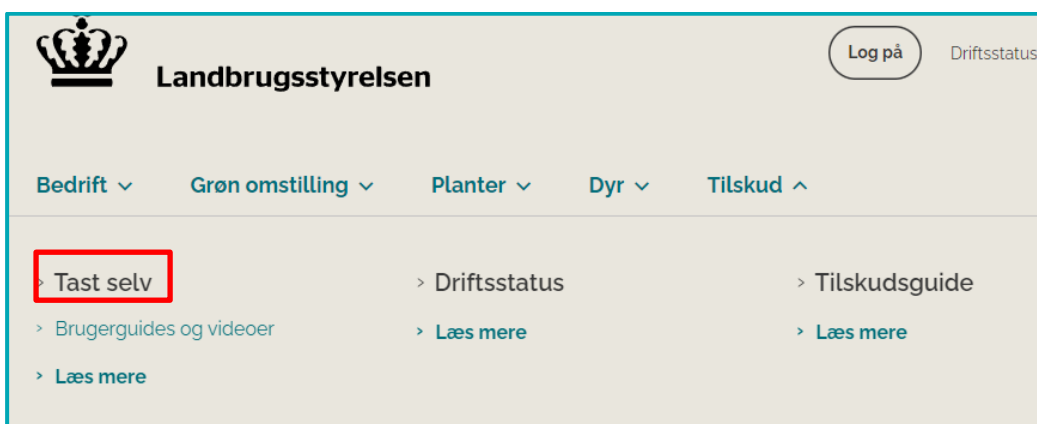 Landbrugsstyrelsen
Log på Driftsstatus
Bedrift Grøn omstilling Planter Dyr Tilskud
Tast selv Driftsstatus Tilskudsguide
Brugerguides og videoer Læs mere Læs mere
Læs mere